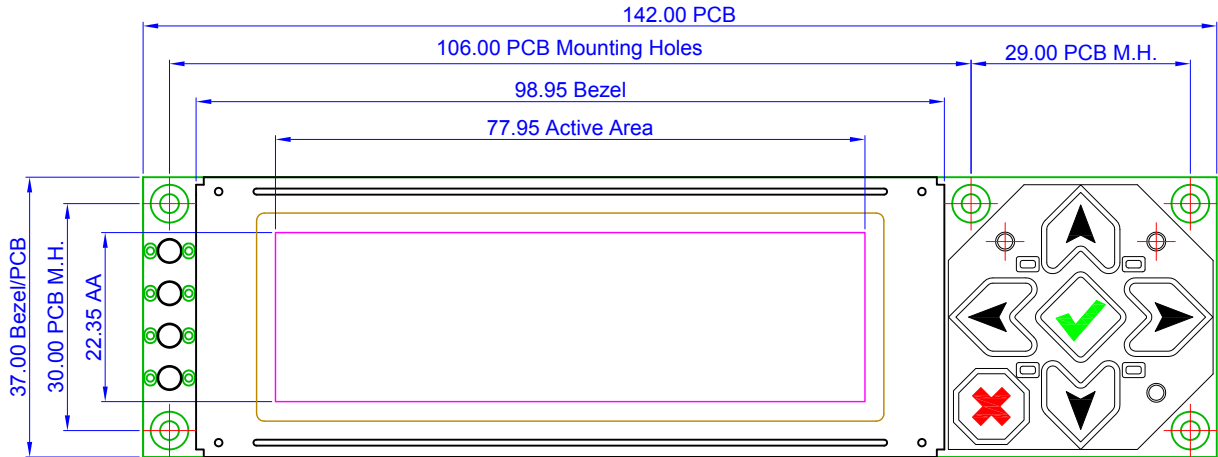 142.00 PCB
106.00 PCB Mounting Holes
29.00 PCB M.H.
98.95 Bezel
77.95 Active Area
37.00 Bezel/PCB
30.00 PCB M.H.
22.35 AA